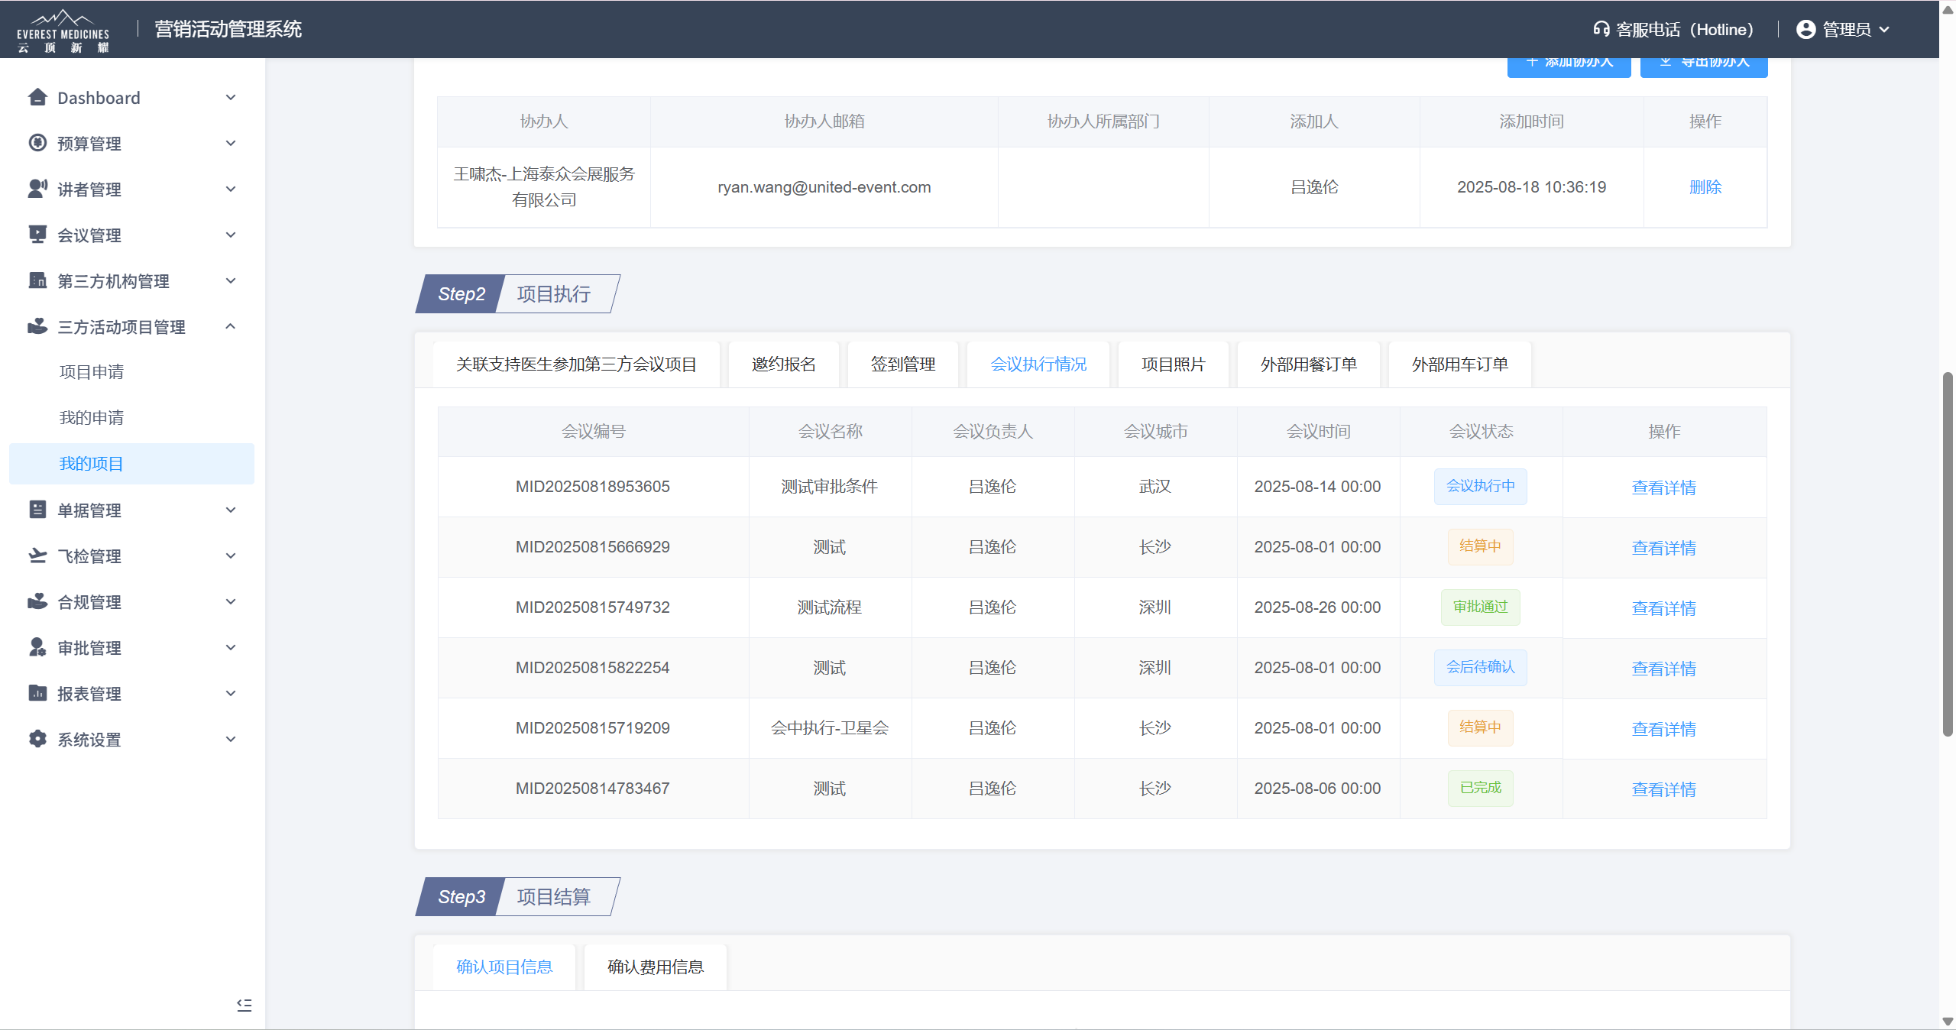 EVEREST MEDICINES
云顶新耀
营销活动管理系统
客服电话（Hotline）
管理员
Dashboard
预算管理
讲者管理
会议管理
第三方机构管理
三方活动项目管理
项目申请
我的申请
我的项目
单据管理
飞检管理
合规管理
审批管理
报表管理
系统设置
添加协办人 导出协办人
协办人 协办人邮箱 协办人所属部门 添加人 添加时间 操作
王啸杰-上海泰众会展服务
有限公司
ryan.wang@united-event.com 吕逸伦 2025-08-18 10:36:19 删除
Step2 项目执行
关联支持医生参加第三方会议项目 邀约报名 签到管理 会议执行情况 项目照片 外部用餐订单 外部用车订单
会议编号 会议名称 会议负责人 会议城市 会议时间 会议状态 操作
MID20250818953605 测试审批条件 吕逸伦 武汉 2025-08-14 00:00 会议执行中 查看详情
MID20250815666929 测试 吕逸伦 长沙 2025-08-01 00:00 结算中 查看详情
MID20250815749732 测试流程 吕逸伦 深圳 2025-08-26 00:00 审批通过 查看详情
MID20250815822254 测试 吕逸伦 深圳 2025-08-01 00:00 会后待确认 查看详情
MID20250815719209 会中执行-卫星会 吕逸伦 长沙 2025-08-01 00:00 结算中 查看详情
MID20250814783467 测试 吕逸伦 长沙 2025-08-06 00:00 已完成 查看详情
Step3 项目结算
确认项目信息 确认费用信息